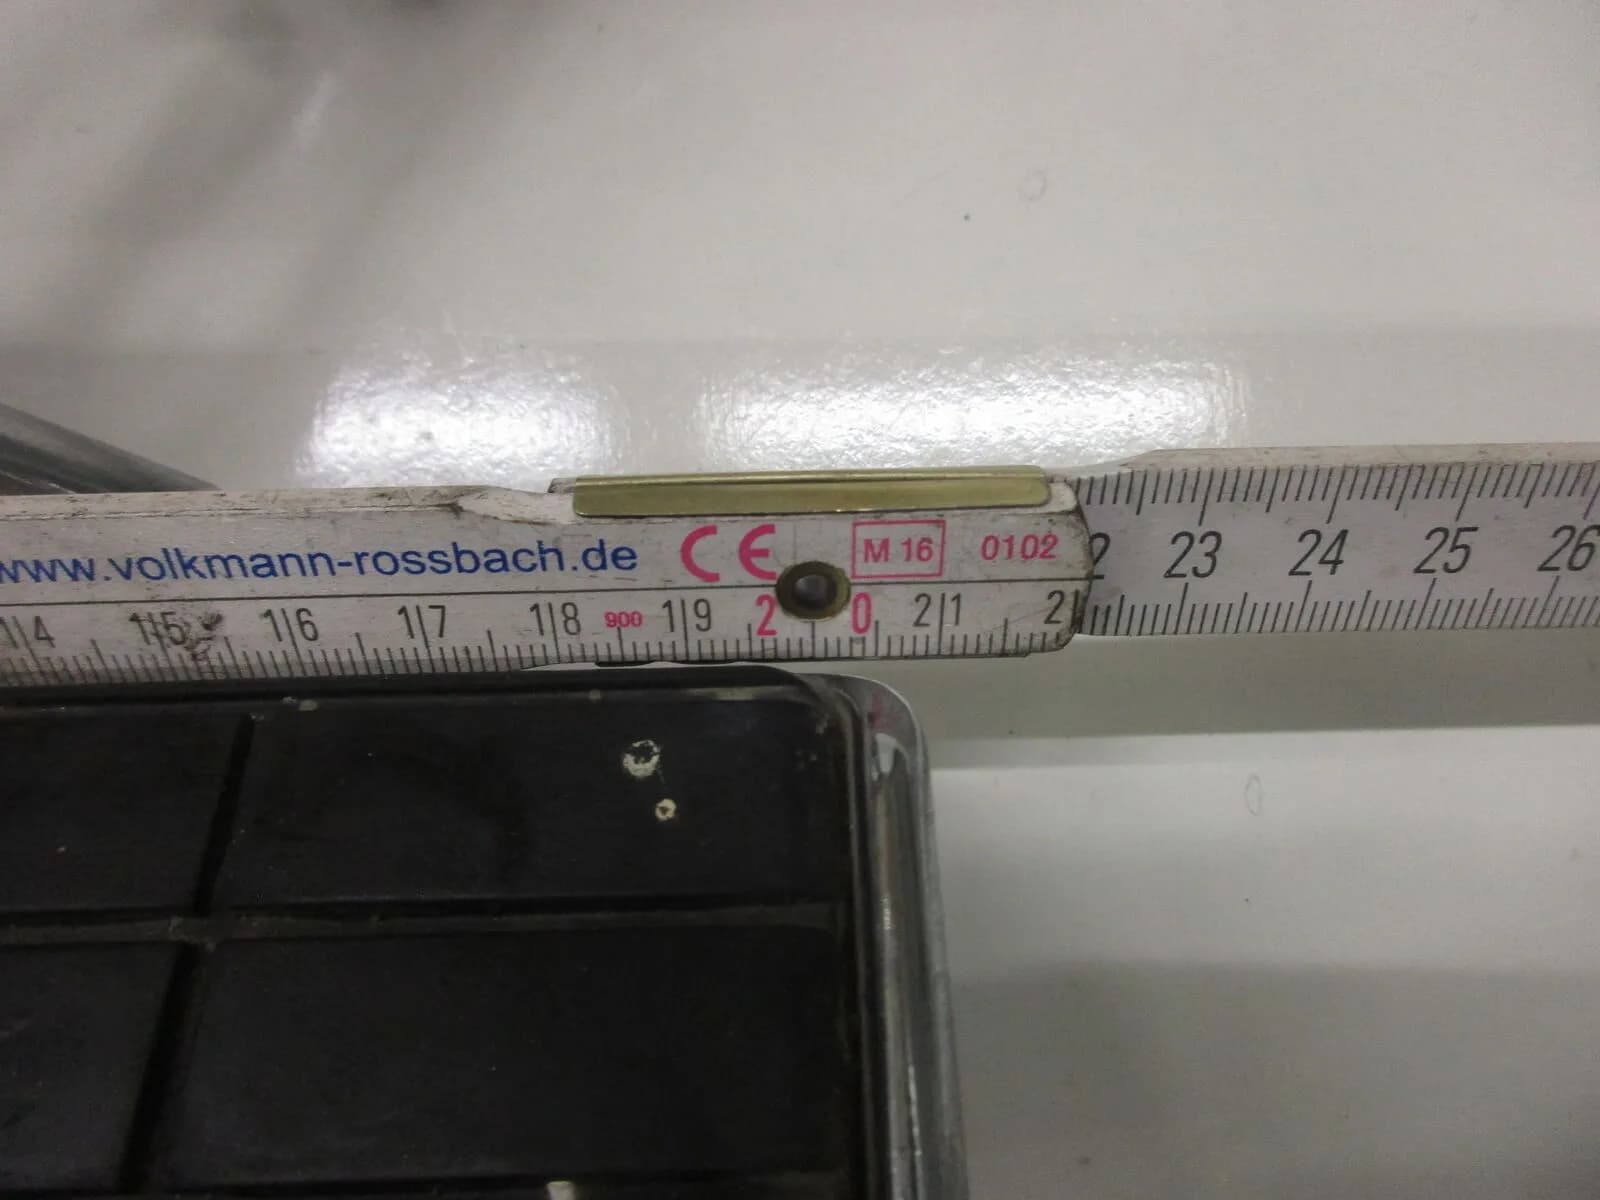 www.volkmann-rossbach.de CE M 16 0102
14 15 16 17 18 900 19 20 21 2
2 23 24 25 26